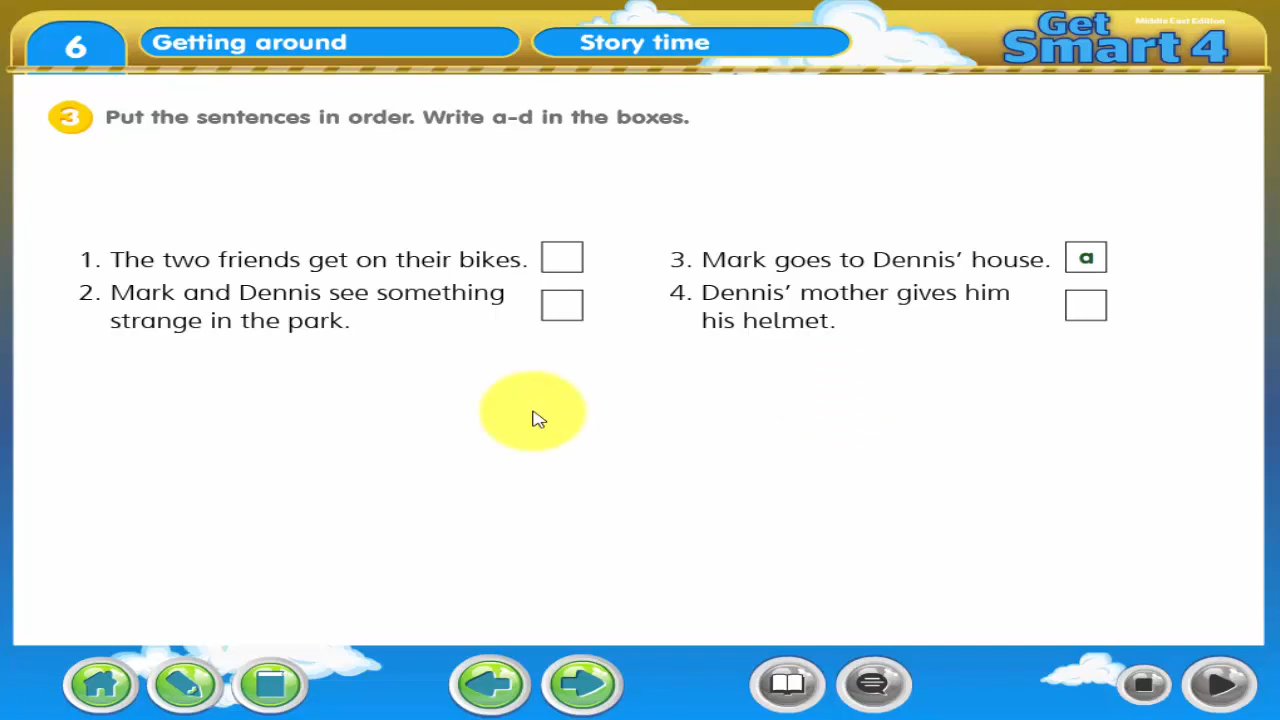 6
Getting around
Story time
Middle East Edition
Get
Smart 4
3 Put the sentences in order. Write a-d in the boxes.
1. The two friends get on their bikes.
2. Mark and Dennis see something
strange in the park.
3. Mark goes to Dennis' house. a
4. Dennis' mother gives him
his helmet.